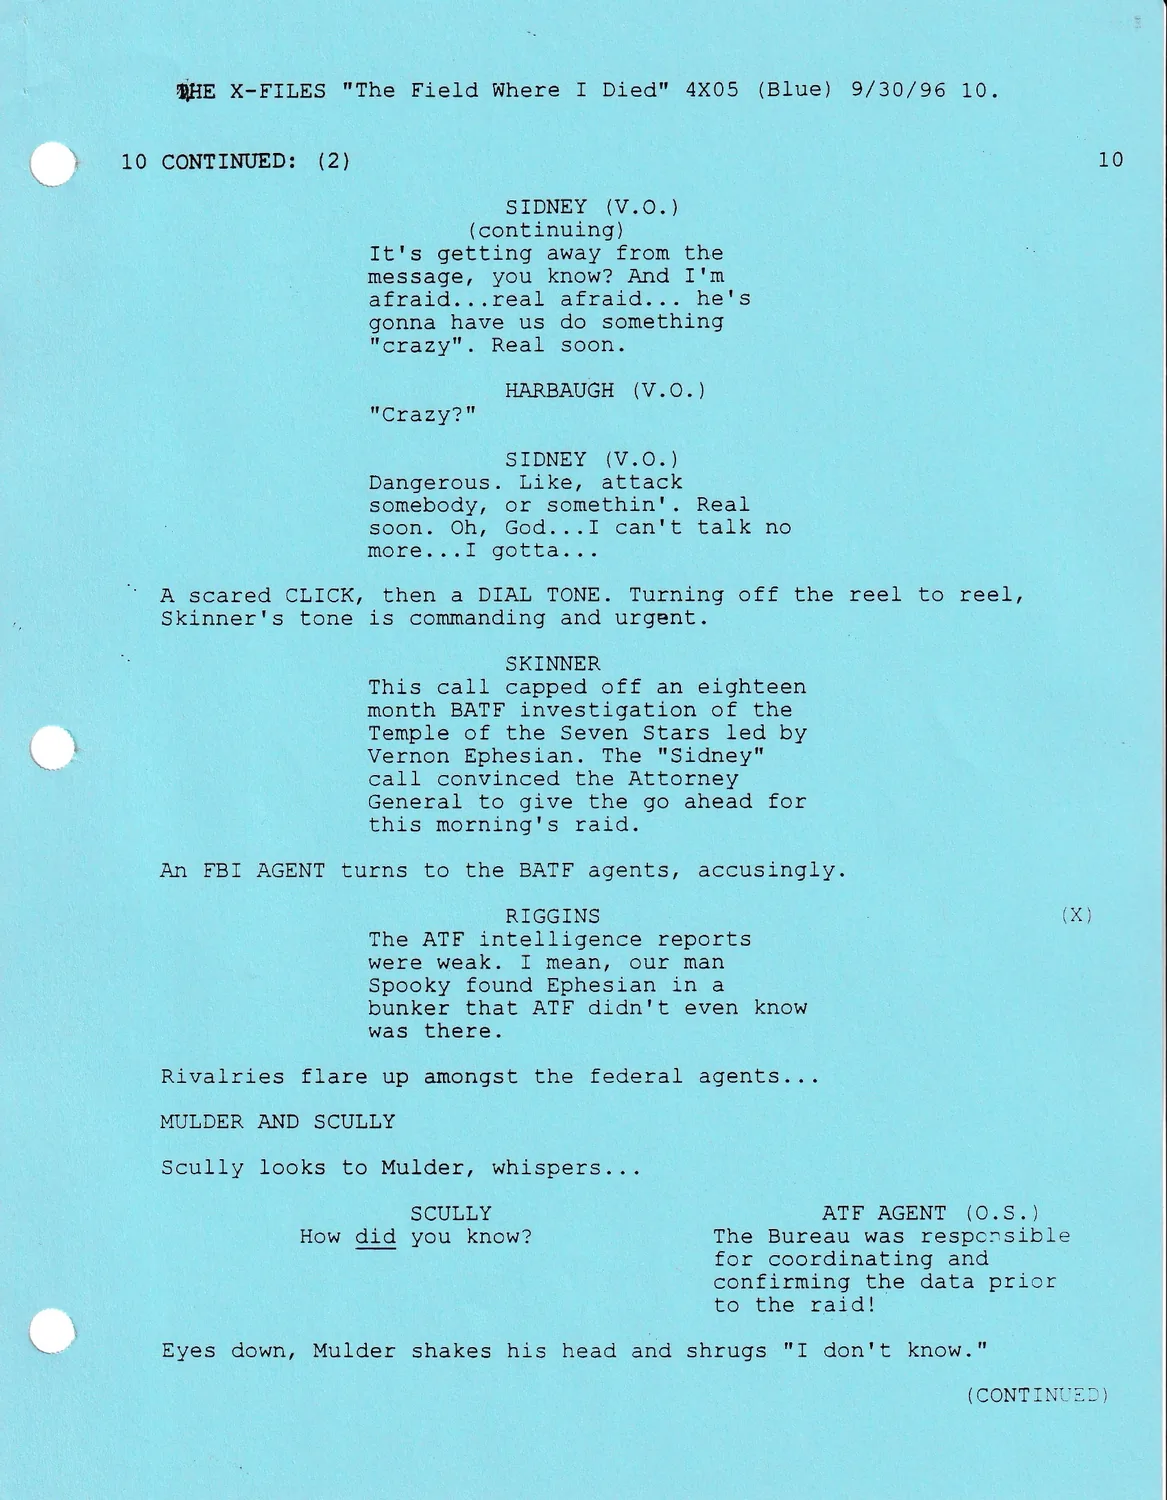 THE X-FILES "The Field Where I Died" 4X05 (Blue) 9/30/96 10.
10 CONTINUED: (2) 10
SIDNEY (V.O.)
(continuing)
It's getting away from the
message, you know? And I'm
afraid...real afraid... he's
gonna have us do something
"crazy". Real soon.
HARBAUGH (V.O.)
"Crazy?"
SIDNEY (V.O.)
Dangerous. Like, attack
somebody, or somethin'. Real
soon. Oh, God...I can't talk no
more...I gotta...
A scared CLICK, then a DIAL TONE. Turning off the reel to reel,
Skinner's tone is commanding and urgent.
SKINNER
This call capped off an eighteen
month BATF investigation of the
Temple of the Seven Stars led by
Vernon Ephesian. The "Sidney"
call convinced the Attorney
General to give the go ahead for
this morning's raid.
An FBI AGENT turns to the BATF agents, accusingly.
RIGGINS (X)
The ATF intelligence reports
were weak. I mean, our man
Spooky found Ephesian in a
bunker that ATF didn't even know
was there.
Rivalries flare up amongst the federal agents...
MULDER AND SCULLY
Scully looks to Mulder, whispers...
SCULLY
How did you know?
ATF AGENT (O.S.)
The Bureau was responsible
for coordinating and
confirming the data prior
to the raid!
Eyes down, Mulder shakes his head and shrugs "I don't know."
(CONTINUED)